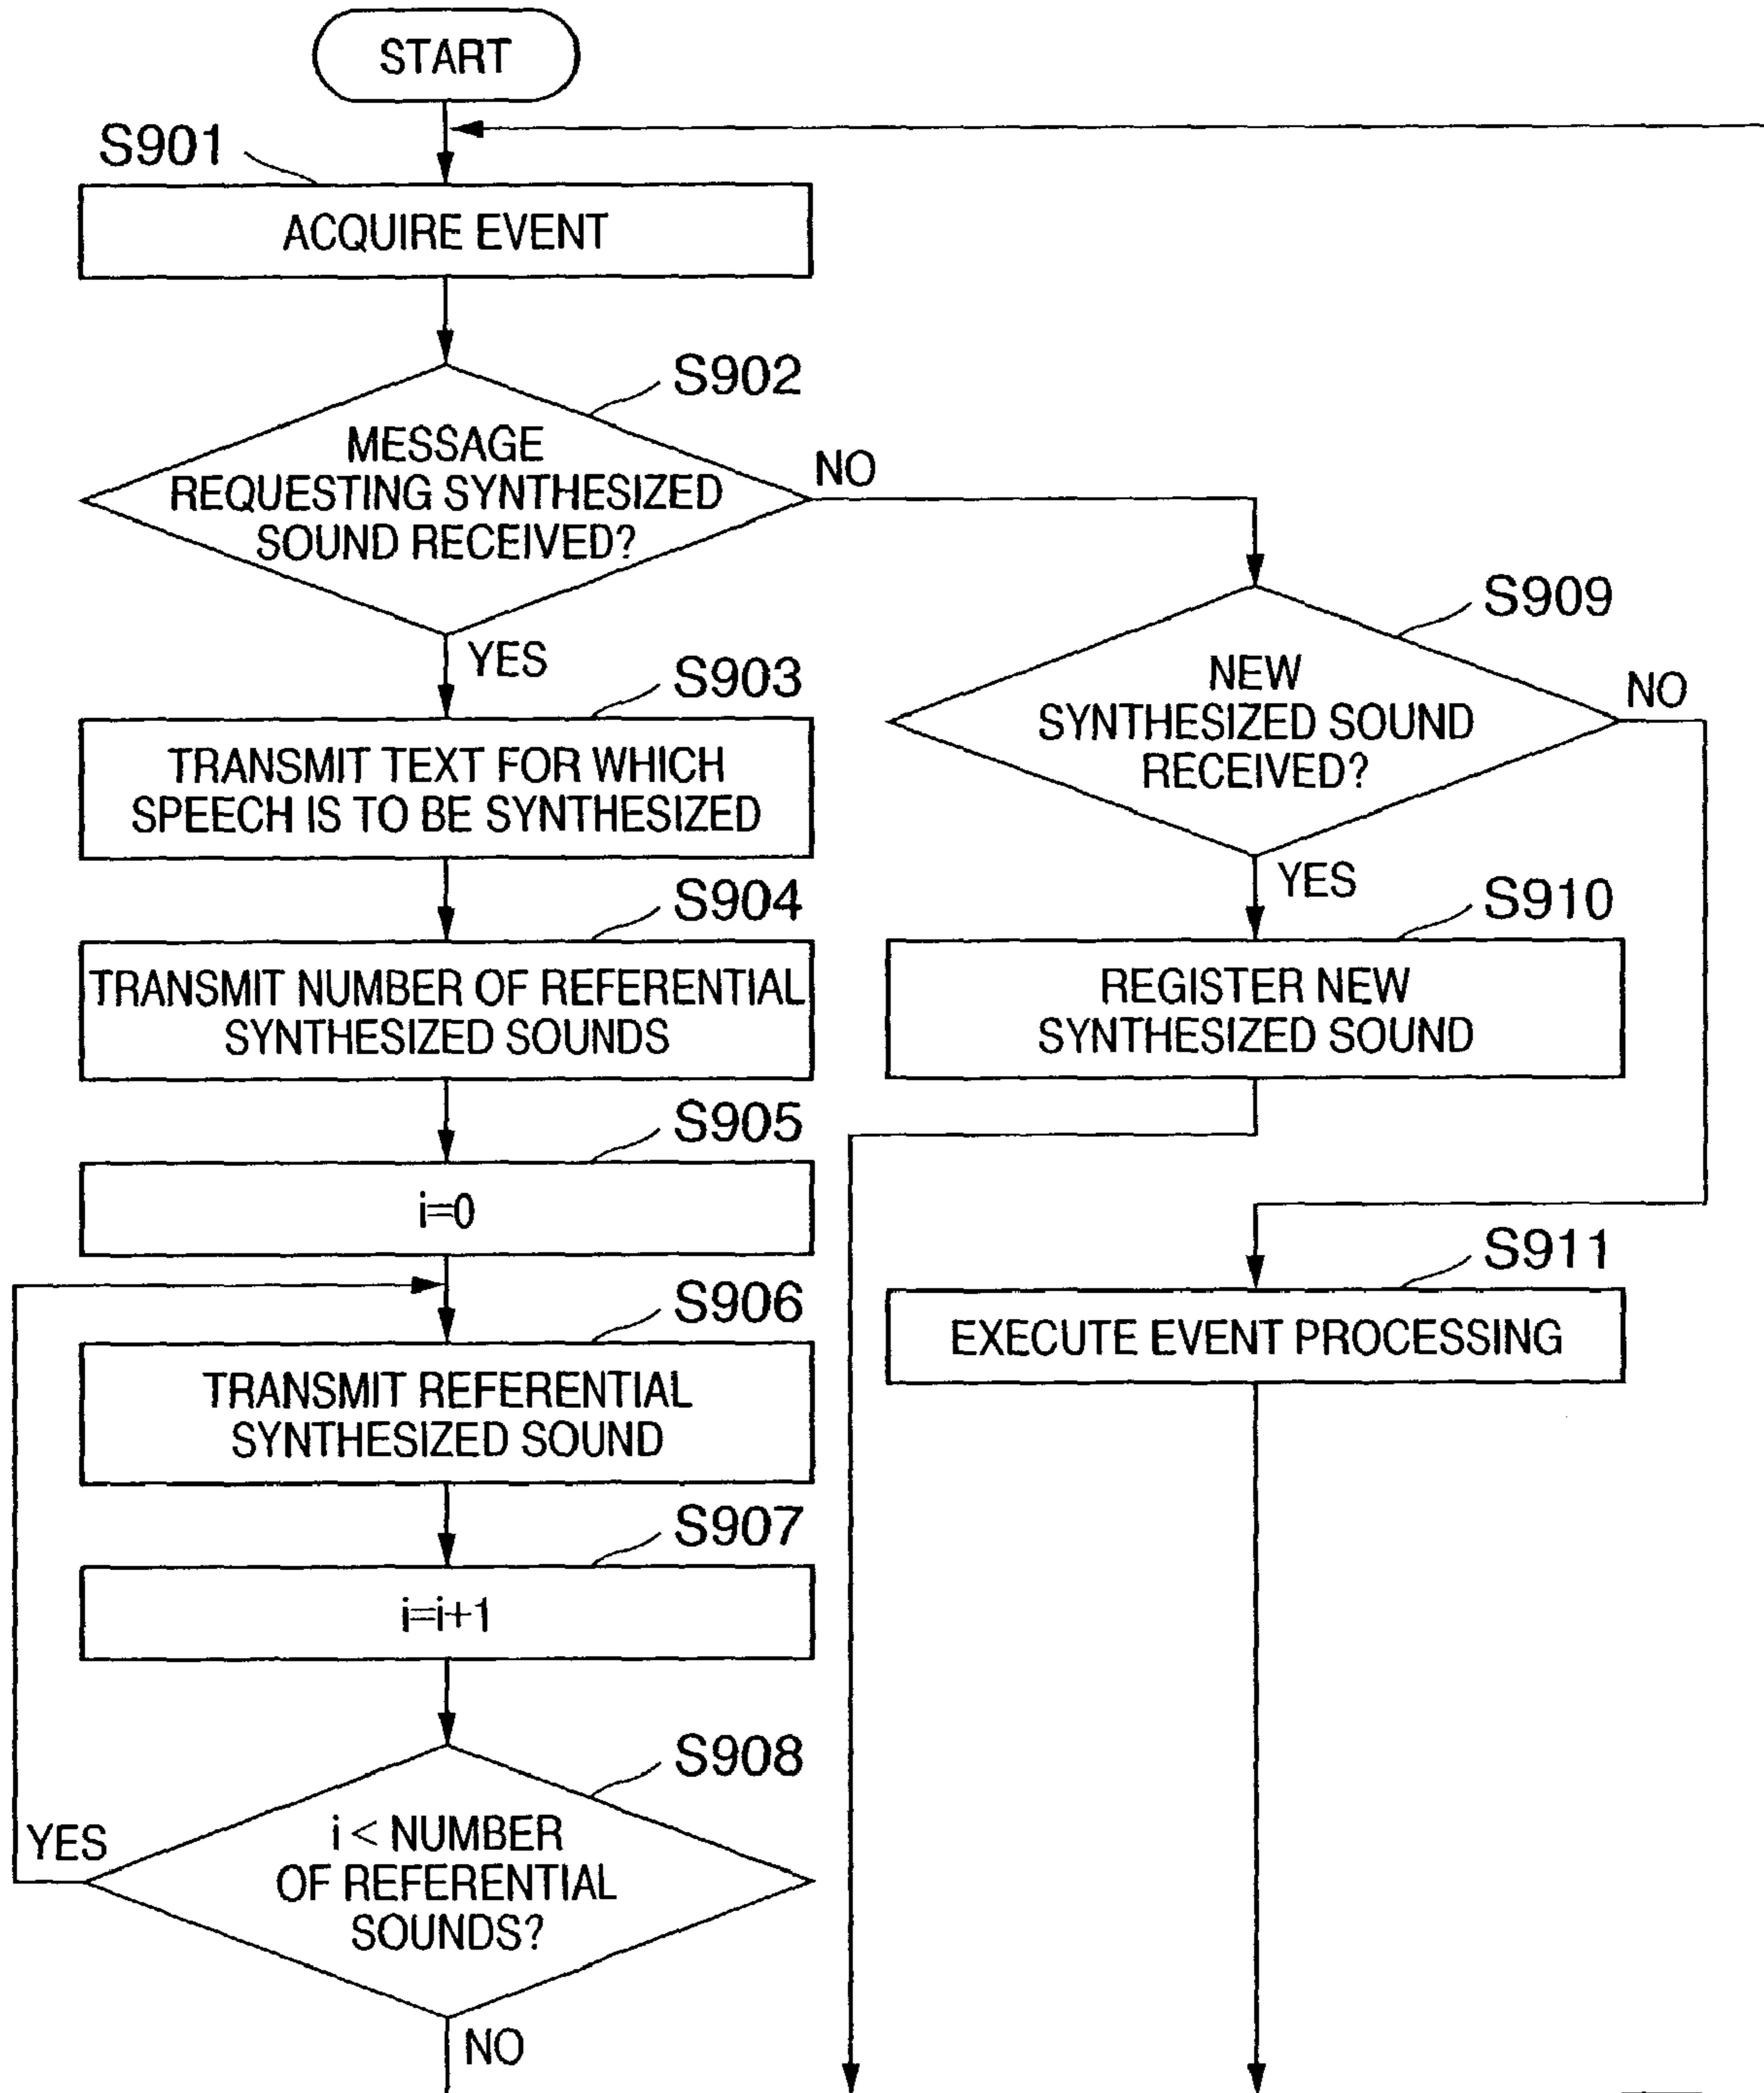 START
S901
ACQUIRE EVENT
S902
MESSAGE
REQUESTING SYNTHESIZED
SOUND RECEIVED?
NO
YES
S903
TRANSMIT TEXT FOR WHICH
SPEECH IS TO BE SYNTHESIZED
S904
TRANSMIT NUMBER OF REFERENTIAL
SYNTHESIZED SOUNDS
S905
i=0
S906
TRANSMIT REFERENTIAL
SYNTHESIZED SOUND
S907
i=i+1
S908
i < NUMBER
OF REFERENTIAL
SOUNDS?
YES
NO
S909
NEW
SYNTHESIZED SOUND
RECEIVED?
NO
YES
S910
REGISTER NEW
SYNTHESIZED SOUND
S911
EXECUTE EVENT PROCESSING